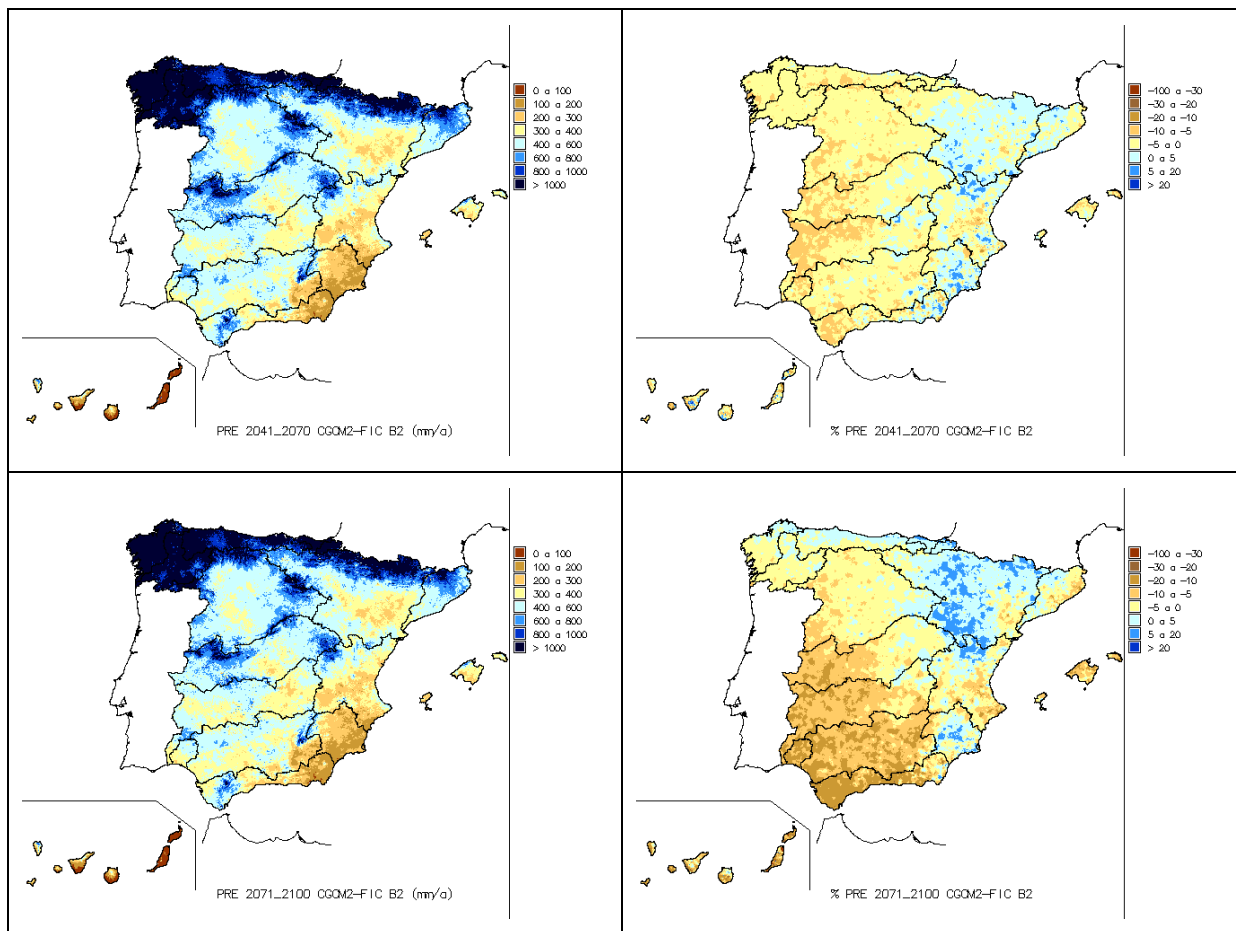 0 a 100
100 a 200
200 a 300
300 a 400
400 a 600
600 a 800
800 a 1000
> 1000
PRE 2041_2070 CGCM2-FIC B2 (mm/a)
-100 a -30
-30 a -20
-20 a -10
-10 a -5
-5 a 0
0 a 5
5 a 20
> 20
% PRE 2041_2070 CGCM2-FIC B2
0 a 100
100 a 200
200 a 300
300 a 400
400 a 600
600 a 800
800 a 1000
> 1000
PRE 2071_2100 CGCM2-FIC B2 (mm/a)
-100 a -30
-30 a -20
-20 a -10
-10 a -5
-5 a 0
0 a 5
5 a 20
> 20
% PRE 2071_2100 CGCM2-FIC B2